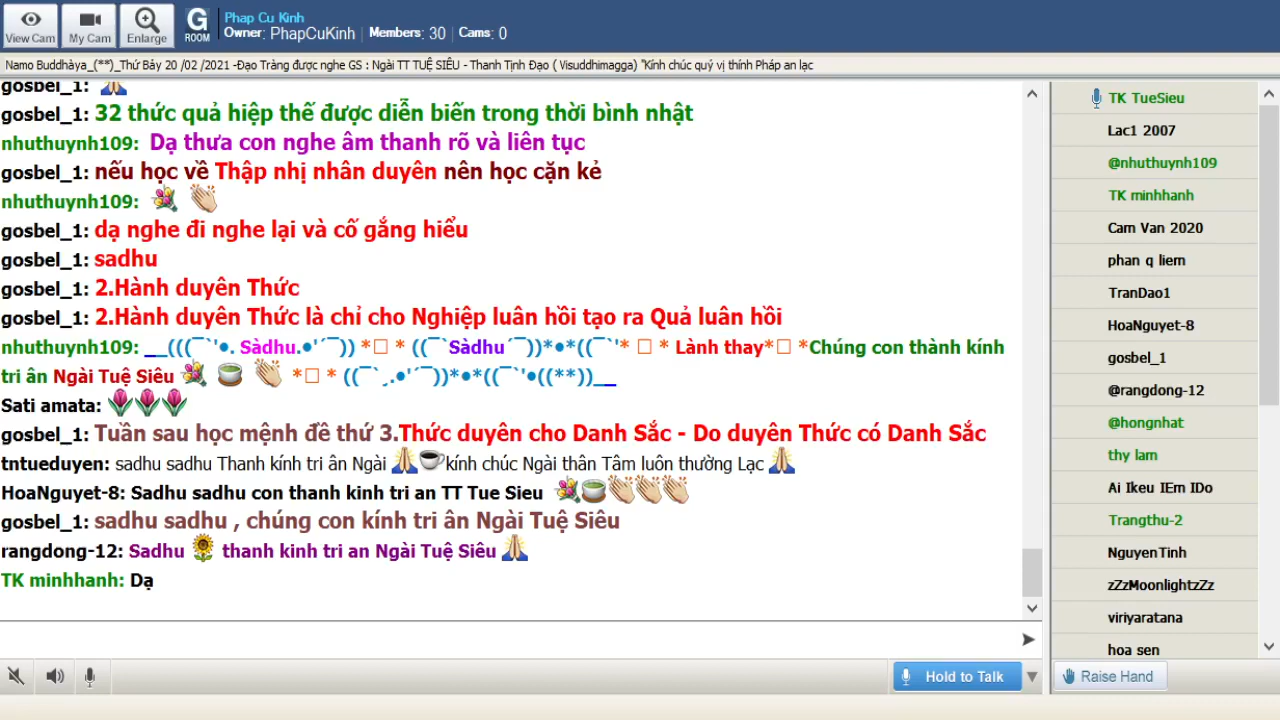 View Cam
My Cam
Enlarge
G
ROOM
Phap Cu Kinh
Owner: PhapCuKinh Members: 30 Cams: 0
Namo Buddhàya_(**)_Thứ Bảy 20 /02 /2021 -Đạo Tràng được nghe GS : Ngài TT TUỆ SIÊU - Thanh Tịnh Đạo ( Visuddhimagga) "Kính chúc quý vị thính Pháp an lạc
gosbel_1: 🙏
gosbel_1: 32 thức quả hiệp thế được diễn biến trong thời bình nhật
nhuthuynh109: Dạ thưa con nghe âm thanh rõ và liên tục
gosbel_1: nếu học về Thập nhị nhân duyên nên học cặn kẻ
nhuthuynh109: 💐 👏
gosbel_1: dạ nghe đi nghe lại và cố gắng hiểu
gosbel_1: sadhu
gosbel_1: 2.Hành duyên Thức
gosbel_1: 2.Hành duyên Thức là chỉ cho Nghiệp luân hồi tạo ra Quả luân hồi
nhuthuynh109: __(((¯`'•. Sàdhu.•'´¯)) *□ * ((¯`Sàdhu´¯))*•*((¯`'* □ * Lành thay*□ *Chúng con thành kính
tri ân Ngài Tuệ Siêu 💐 🍵 👏 *□ * ((¯`¸.•'´¯))*•*((¯`'•((**))__
Sati amata: 🌷🌷🌷
gosbel_1: Tuần sau học mệnh đề thứ 3.Thức duyên cho Danh Sắc - Do duyên Thức có Danh Sắc
tntueduyen: sadhu sadhu Thanh kính tri ân Ngài 🙏☕kính chúc Ngài thân Tâm luôn thường Lạc 🙏
HoaNguyet-8: Sadhu sadhu con thanh kinh tri an TT Tue Sieu 💐🍵👏👏👏
gosbel_1: sadhu sadhu , chúng con kính tri ân Ngài Tuệ Siêu
rangdong-12: Sadhu 🌻 thanh kinh tri an Ngài Tuệ Siêu 🙏
TK minhhanh: Dạ
TK TueSieu
Lac1 2007
@nhuthuynh109
TK minhhanh
Cam Van 2020
phan q liem
TranDao1
HoaNguyet-8
gosbel_1
@rangdong-12
@hongnhat
thy lam
Ai Ikeu IEm IDo
Trangthu-2
NguyenTinh
zZzMoonlightzZz
viriyaratana
hoa sen
Hold to Talk
Raise Hand